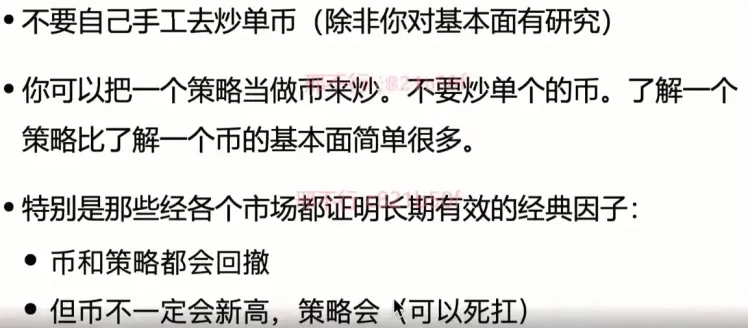 • 不要自己手工去炒单币（除非你对基本面有研究）
• 你可以把一个策略当做币来炒。不要炒单个的币。了解一个
策略比了解一个币的基本面简单很多。
• 特别是那些经各个市场都证明长期有效的经典因子：
• 币和策略都会回撤
• 但币不一定会新高，策略会（可以死扛）